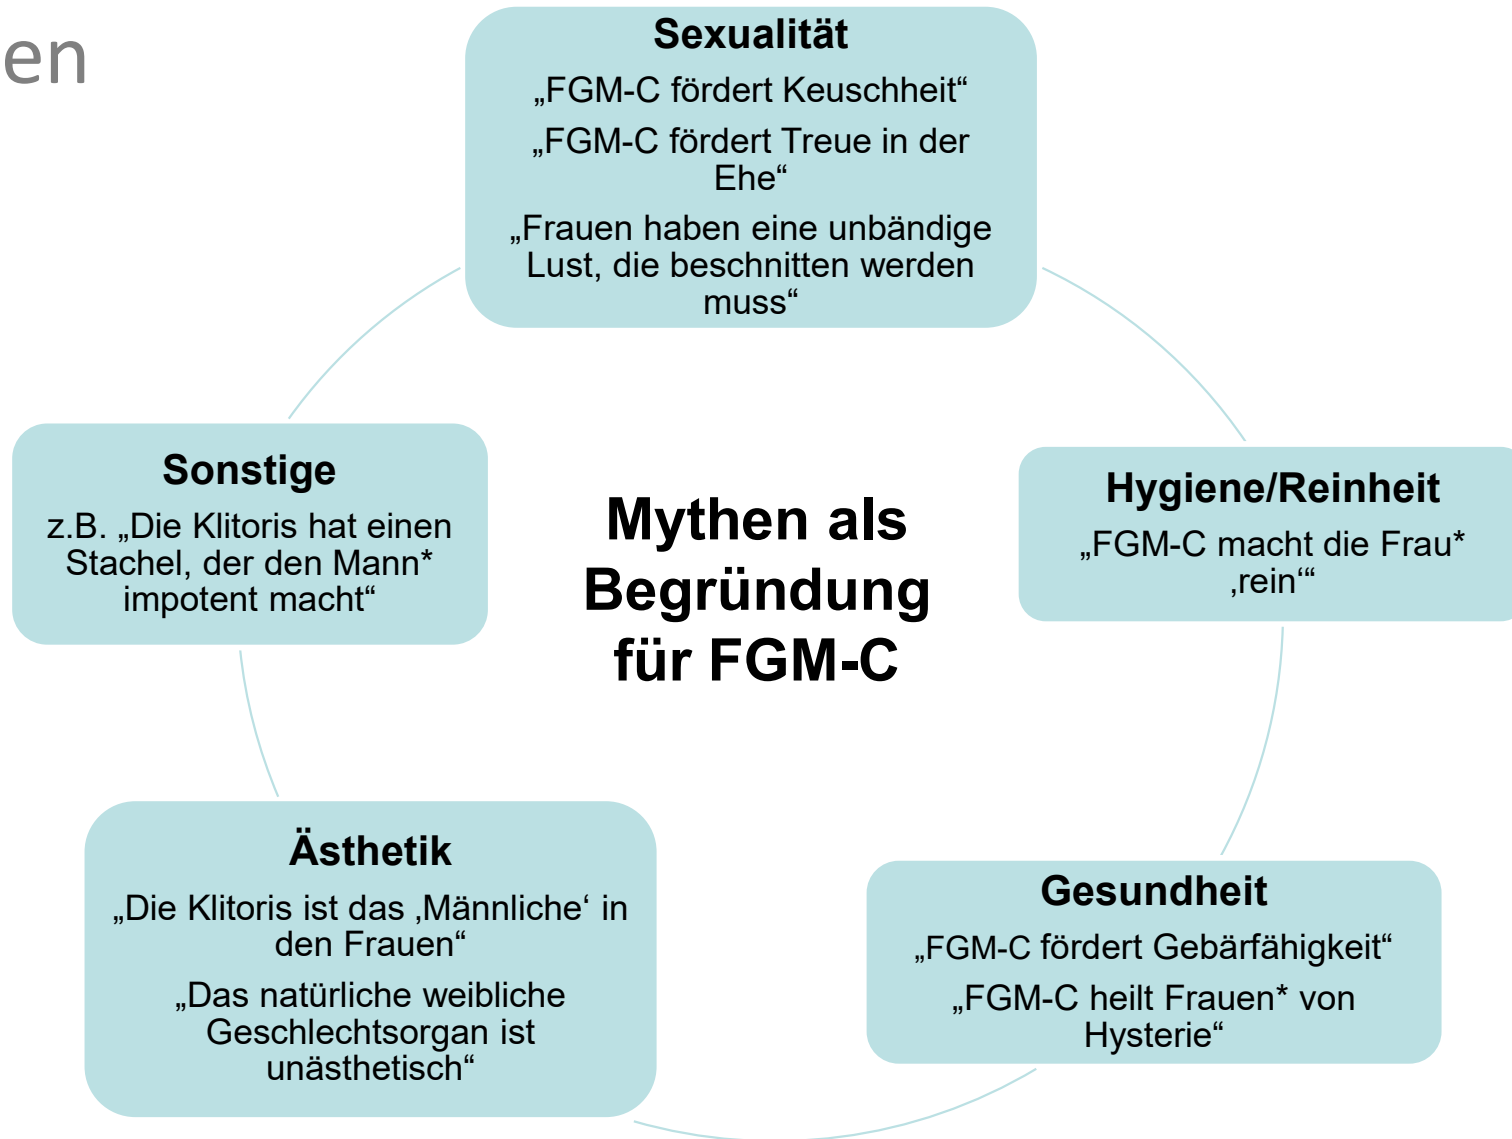 en
Sexualität
„FGM-C fördert Keuschheit“
„FGM-C fördert Treue in der
Ehe“
„Frauen haben eine unbändige
Lust, die beschnitten werden
muss“
Sonstige
z.B. „Die Klitoris hat einen
Stachel, der den Mann*
impotent macht“
Mythen als
Begründung
für FGM-C
Hygiene/Reinheit
„FGM-C macht die Frau*
‚rein‘“
Ästhetik
„Die Klitoris ist das ‚Männliche‘ in
den Frauen“
„Das natürliche weibliche
Geschlechtsorgan ist
unästhetisch“
Gesundheit
„FGM-C fördert Gebärfähigkeit“
„FGM-C heilt Frauen* von
Hysterie“